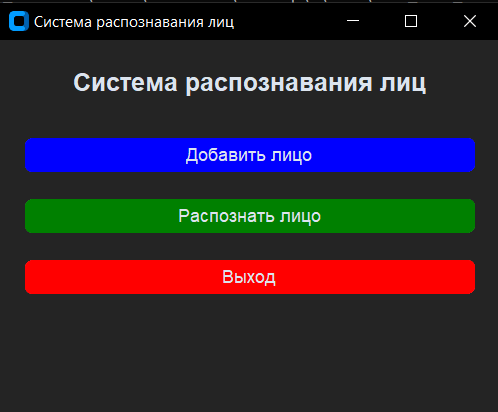 Система распознавания лиц
Система распознавания лиц
Добавить лицо
Распознать лицо
Выход